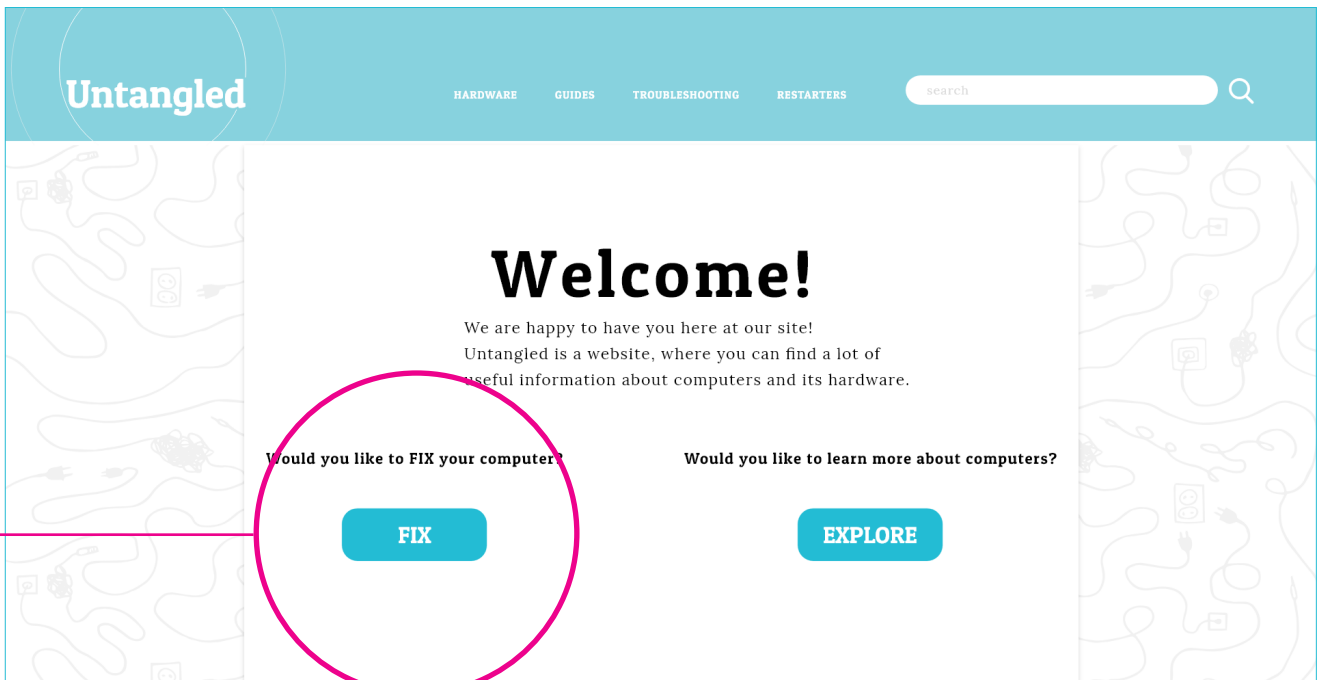 Untangled
HARDWARE GUIDES TROUBLESHOOTING RESTARTERS
search
Welcome!
We are happy to have you here at our site!
Untangled is a website, where you can find a lot of
useful information about computers and its hardware.
Would you like to FIX your computer?
Would you like to learn more about computers?
FIX
EXPLORE